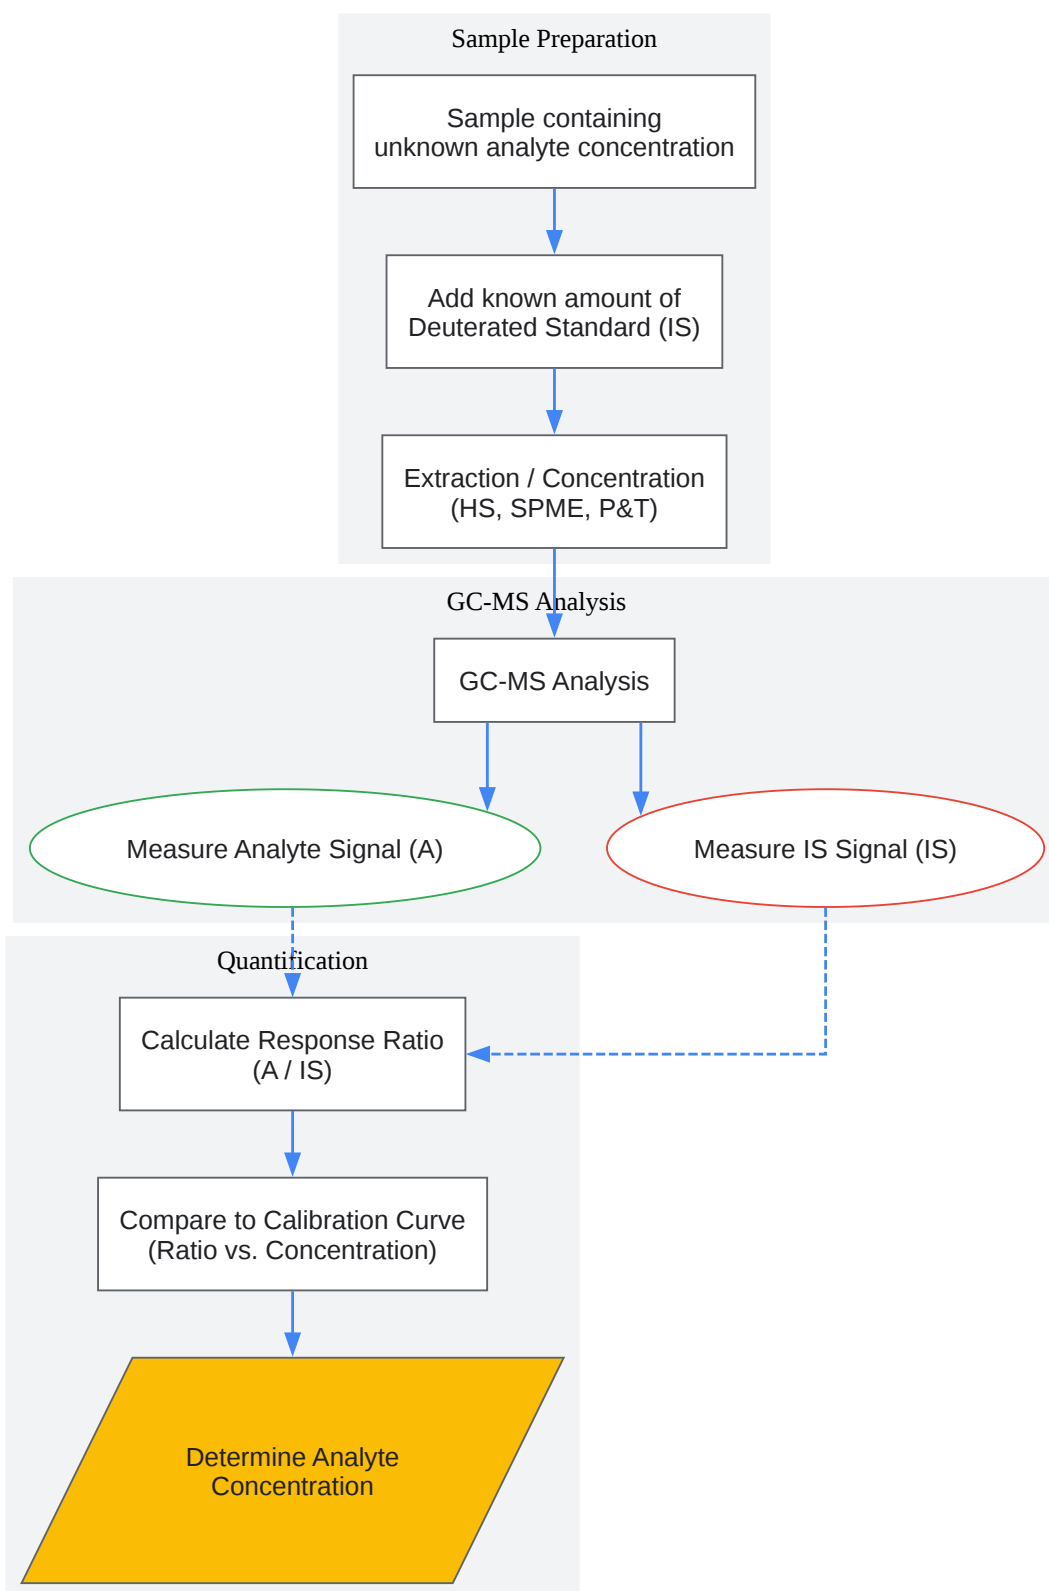 Sample Preparation
Sample containing
unknown analyte concentration
Add known amount of
Deuterated Standard (IS)
Extraction / Concentration
(HS, SPME, P&T)
GC-MS Analysis
GC-MS Analysis
Measure Analyte Signal (A)
Measure IS Signal (IS)
Quantification
Calculate Response Ratio
(A / IS)
Compare to Calibration Curve
(Ratio vs. Concentration)
Determine Analyte
Concentration